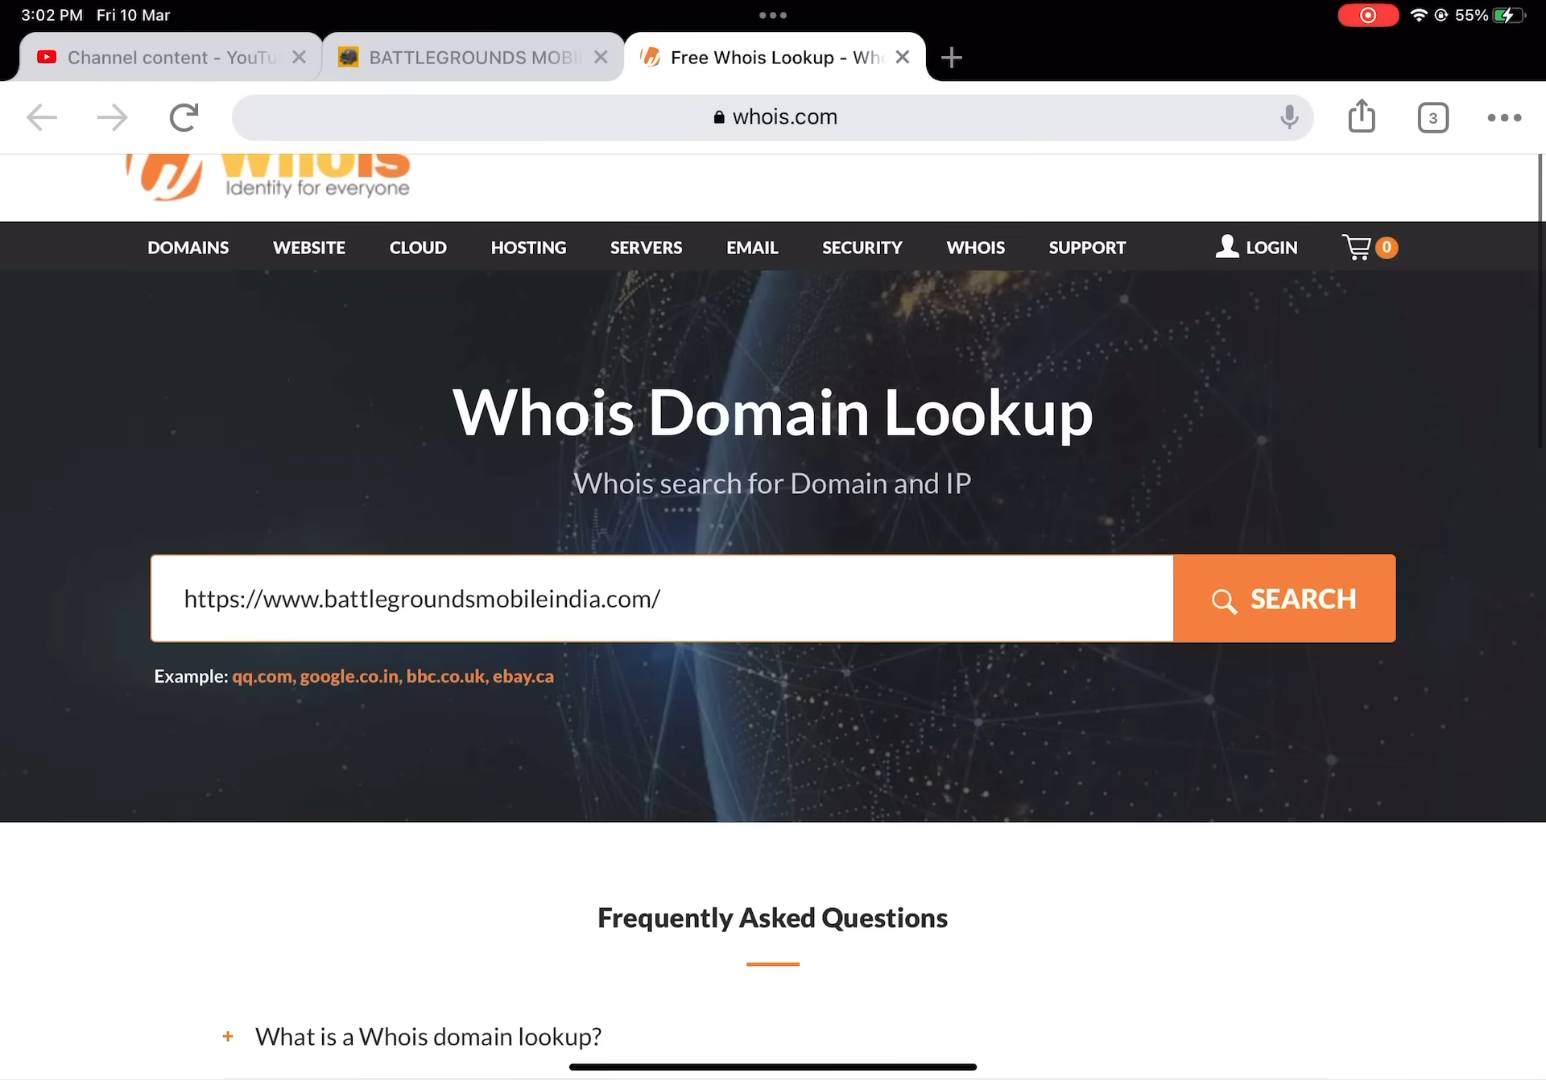 3:02 PM Fri 10 Mar
55%
Channel content - YouTu
BATTLEGROUNDS MOBI
Free Whois Lookup - Who
whois.com
3
Whois
Identity for everyone
DOMAINS WEBSITE CLOUD HOSTING SERVERS EMAIL SECURITY WHOIS SUPPORT LOGIN 0
Whois Domain Lookup
Whois search for Domain and IP
https://www.battlegroundsmobileindia.com/
SEARCH
Example: qq.com, google.co.in, bbc.co.uk, ebay.ca
Frequently Asked Questions
+ What is a Whois domain lookup?